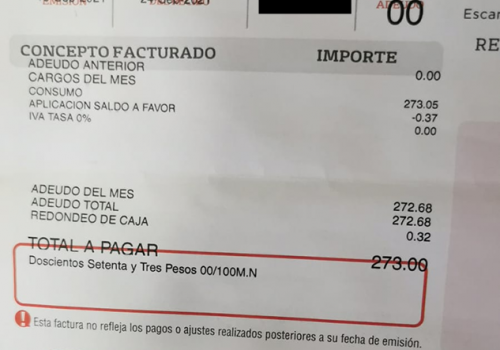 00
Escan
RE
CONCEPTO FACTURADO IMPORTE
ADEUDO ANTERIOR 0.00
CARGOS DEL MES
CONSUMO 273.05
APLICACION SALDO A FAVOR -0.37
IVA TASA 0% 0.00
ADEUDO DEL MES 272.68
ADEUDO TOTAL 272.68
REDONDEO DE CAJA 0.32
TOTAL A PAGAR 273.00
Doscientos Setenta y Tres Pesos 00/100M.N
Esta factura no refleja los pagos o ajustes realizados posteriores a su fecha de emisión.